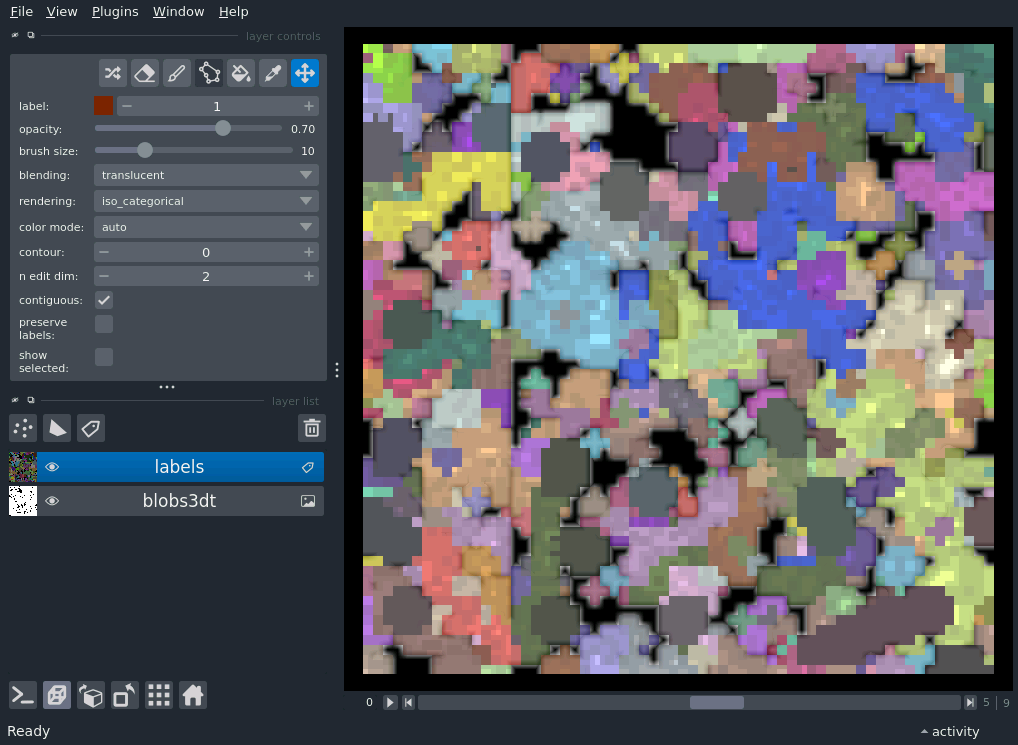 File View Plugins Window Help
layer controls
label: 1
opacity: 0.70
brush size: 10
blending: translucent
rendering: iso_categorical
color mode: auto
contour: 0
n edit dim: 2
contiguous:
preserve
labels:
show
selected:
layer list
labels
blobs3dt
0 5 9
Ready activity